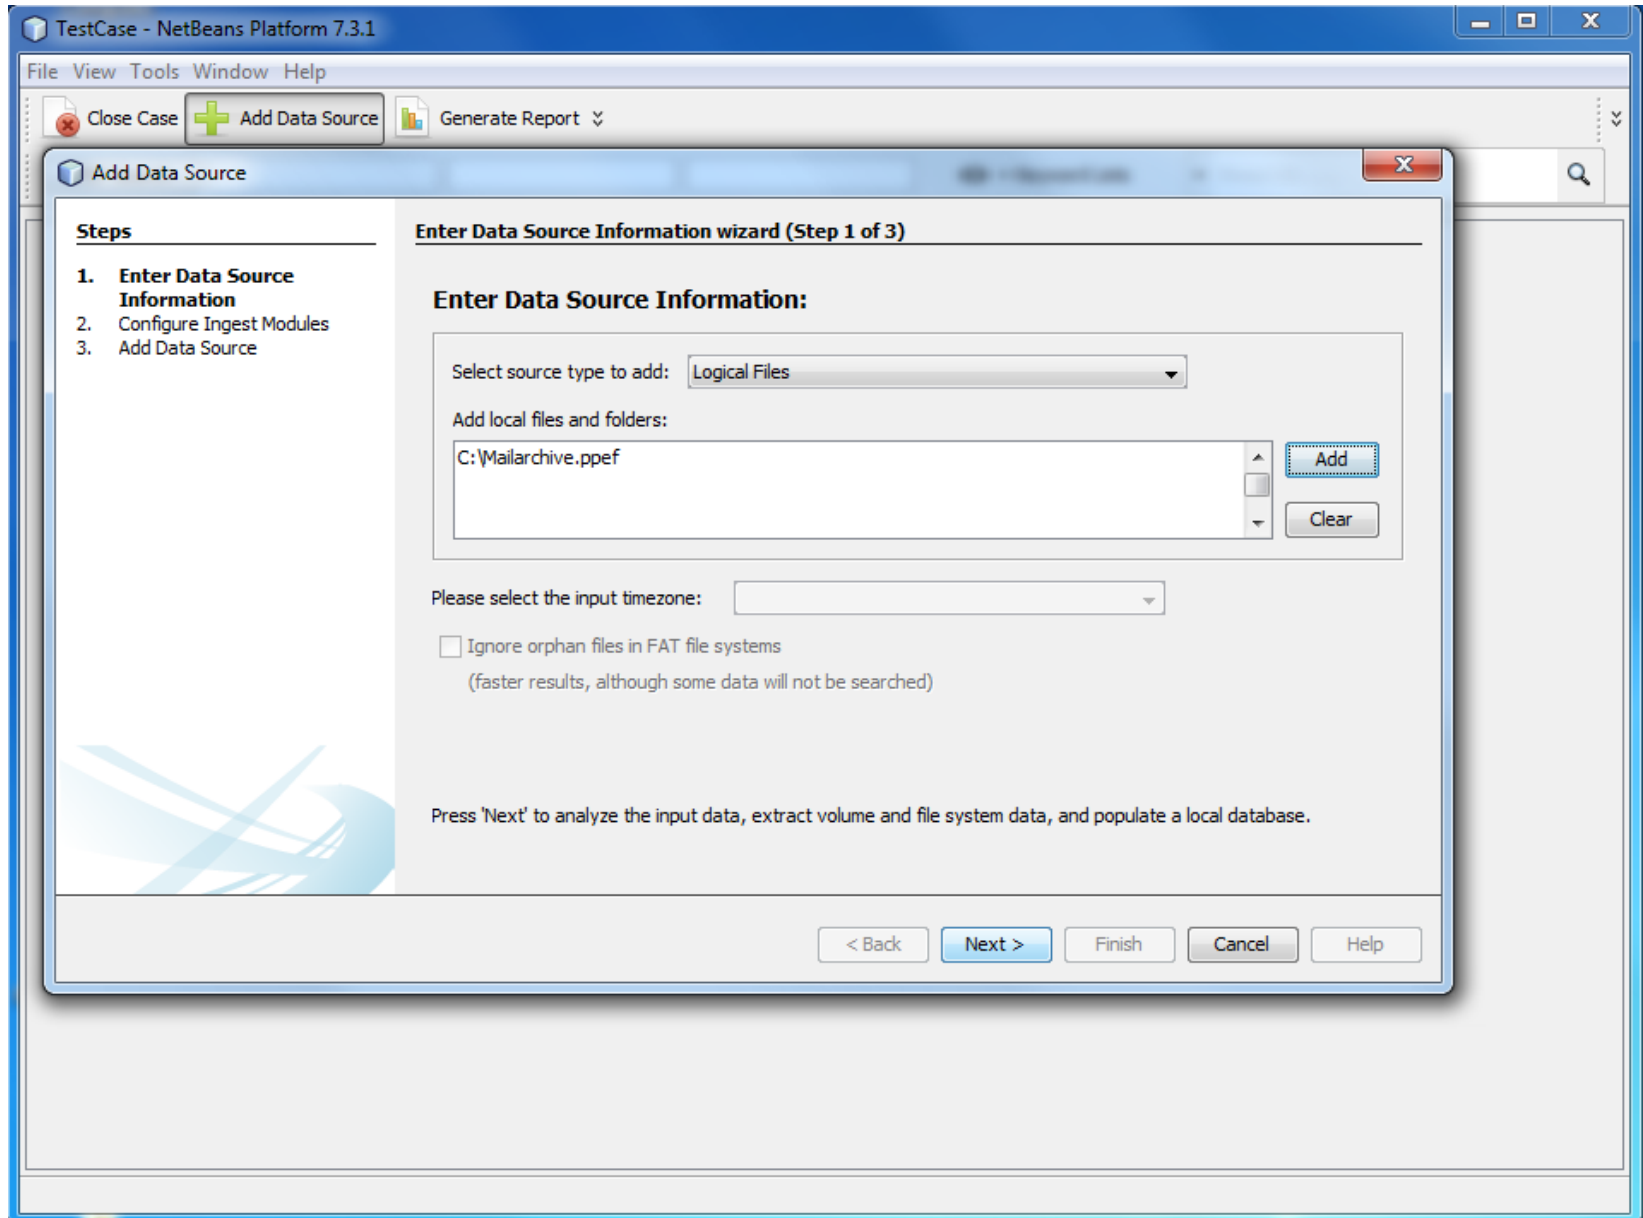 TestCase - NetBeans Platform 7.3.1
File View Tools Window Help
Close Case Add Data Source Generate Report
Add Data Source
Steps
1. Enter Data Source
Information
2. Configure Ingest Modules
3. Add Data Source
Enter Data Source Information wizard (Step 1 of 3)
Enter Data Source Information:
Select source type to add: Logical Files
Add local files and folders:
C:\Mailarchive.ppef
Add
Clear
Please select the input timezone:
Ignore orphan files in FAT file systems
(faster results, although some data will not be searched)
Press 'Next' to analyze the input data, extract volume and file system data, and populate a local database.
< Back Next > Finish Cancel Help